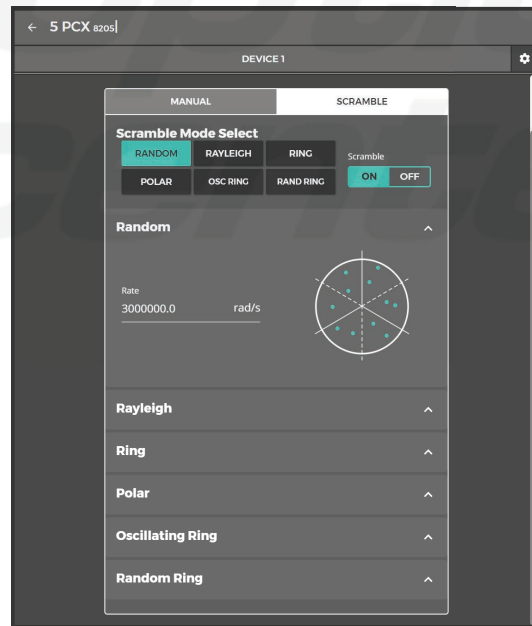 ← 5 PCX 8205
DEVICE 1
MANUAL SCRAMBLE
Scramble Mode Select
RANDOM RAYLEIGH RING Scramble
POLAR OSC RING RAND RING ON OFF
Random
Rate
3000000.0 rad/s
Rayleigh
Ring
Polar
Oscillating Ring
Random Ring